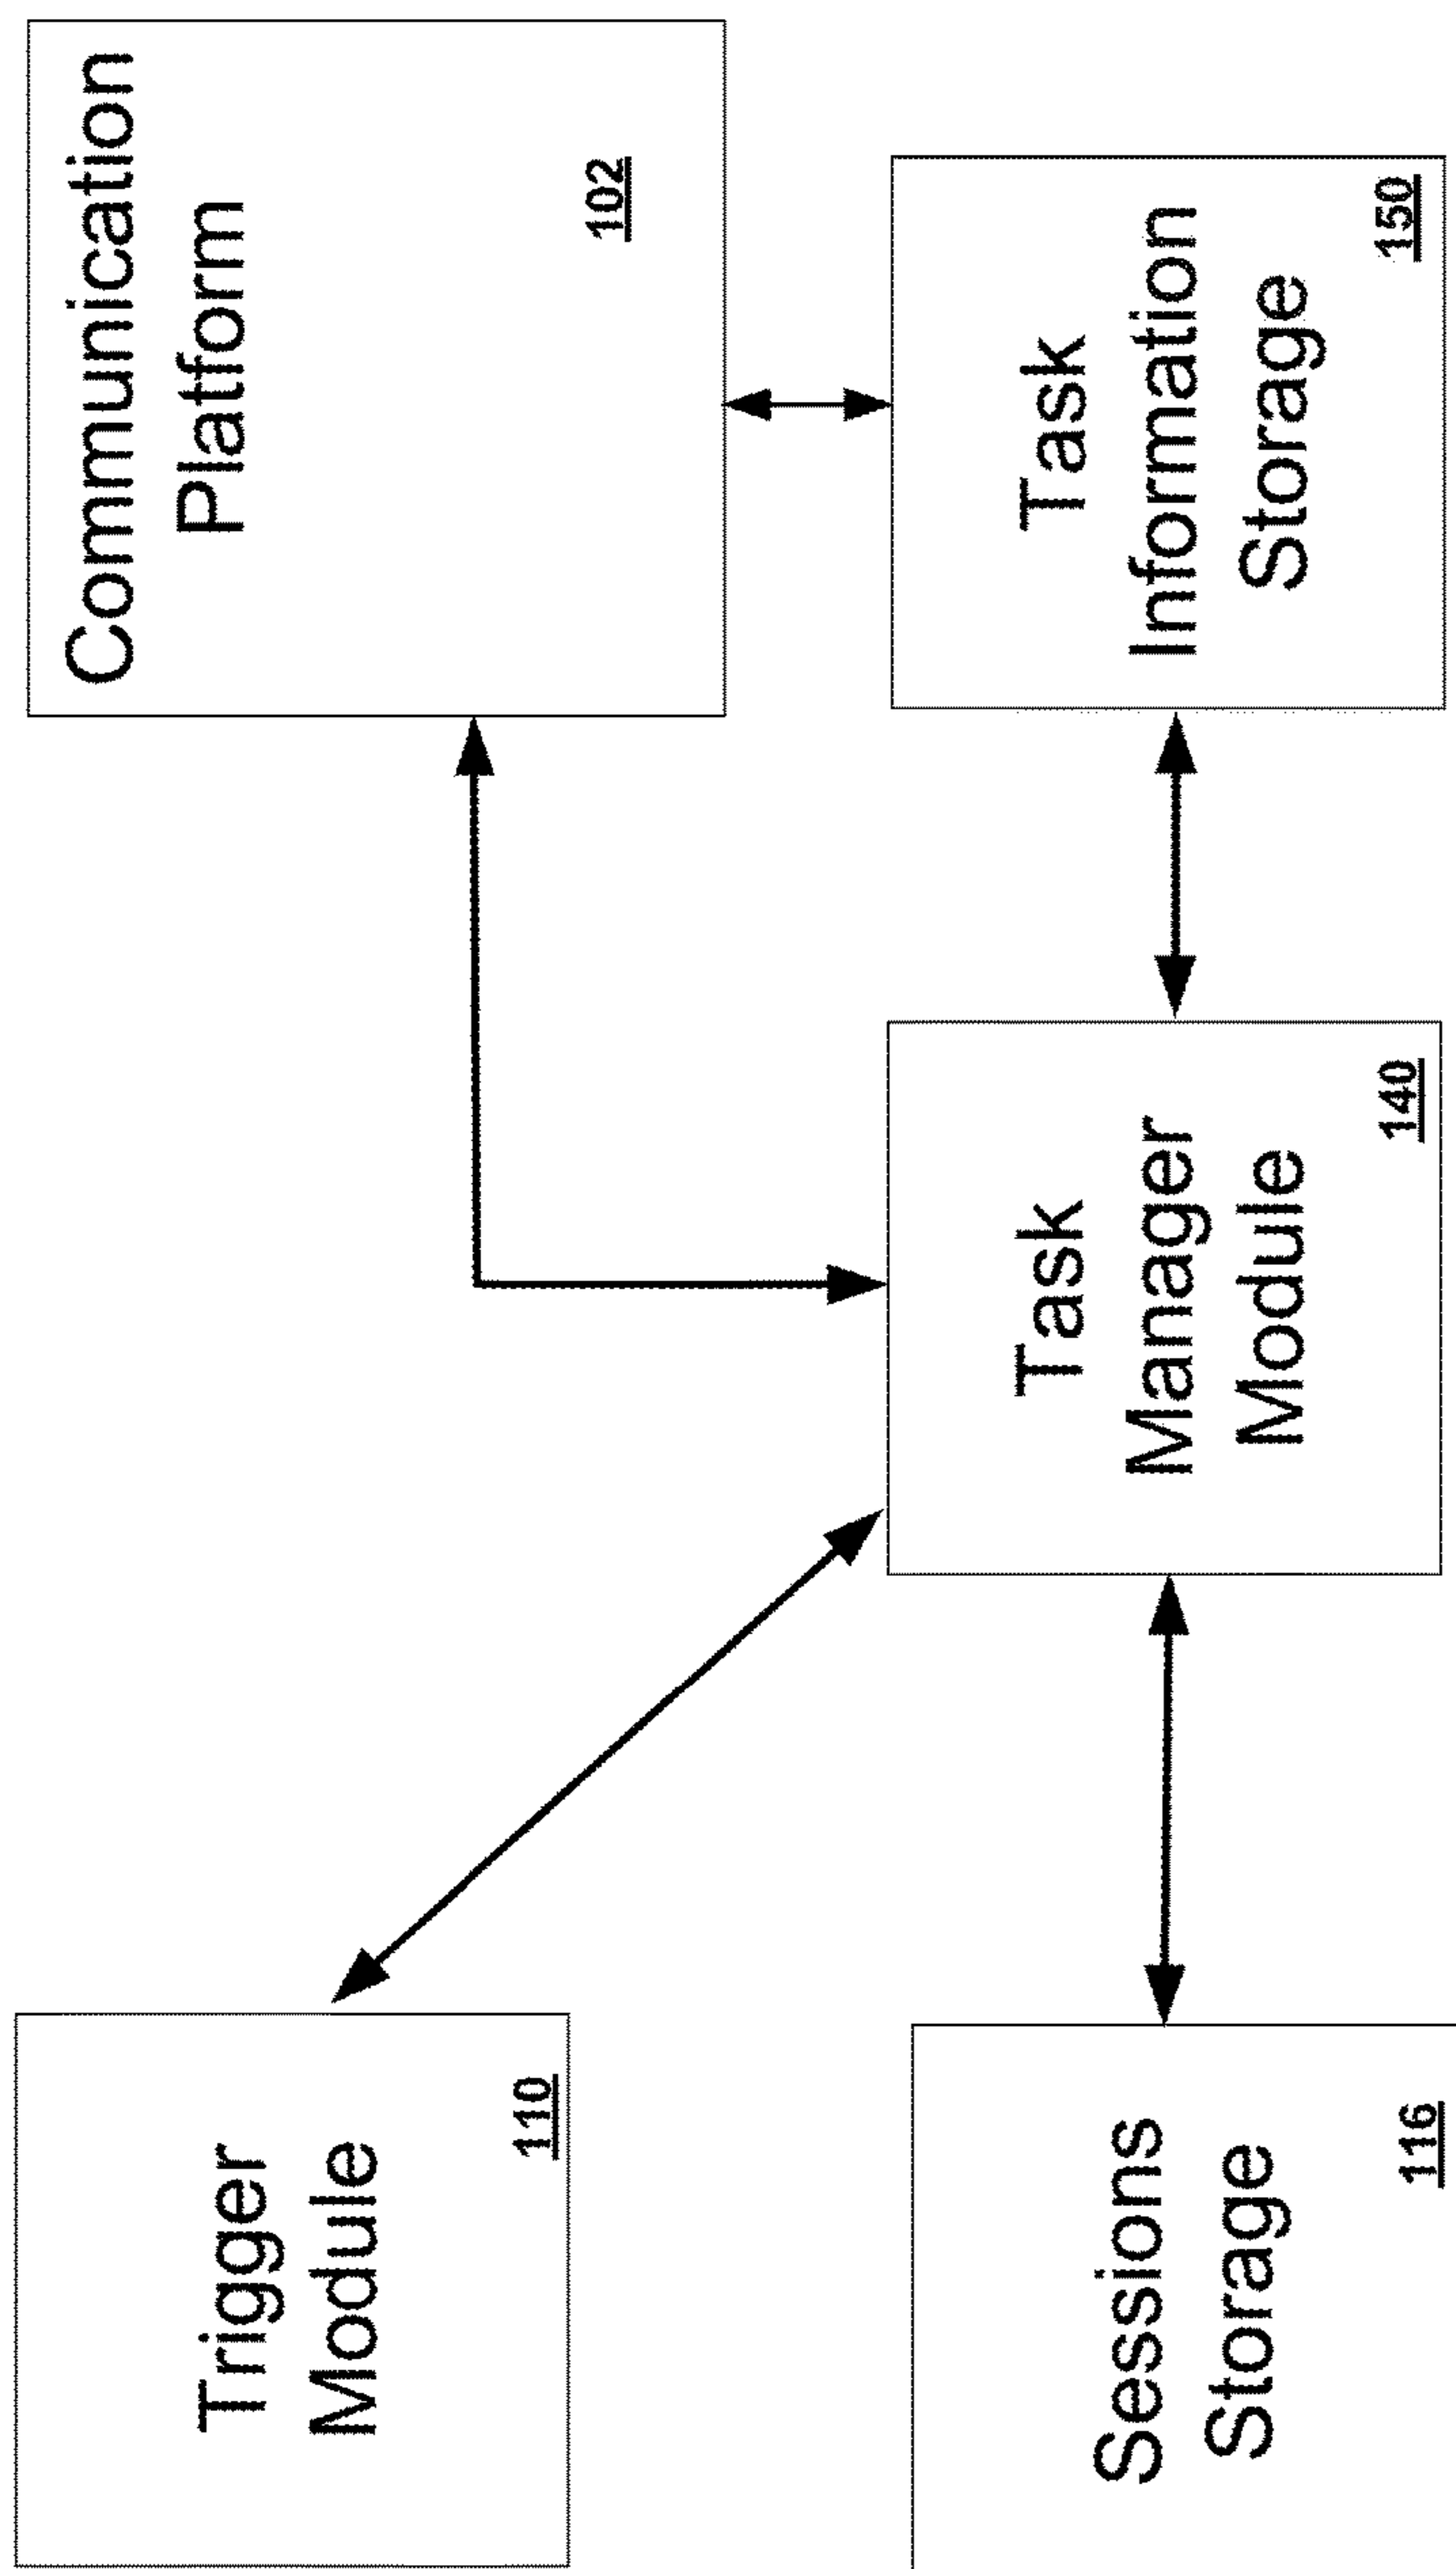 Trigger
Module
110
Communication
Platform
102
Sessions
Storage
116
Task
Manager
Module
140
Task
Information
Storage
150